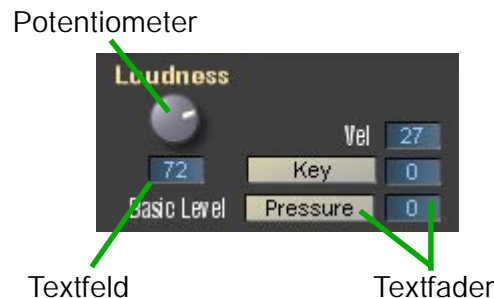 Potentiometer
Loudness
Vel 27
72 Key 0
Basic Level Pressure 0
Textfeld Textfader